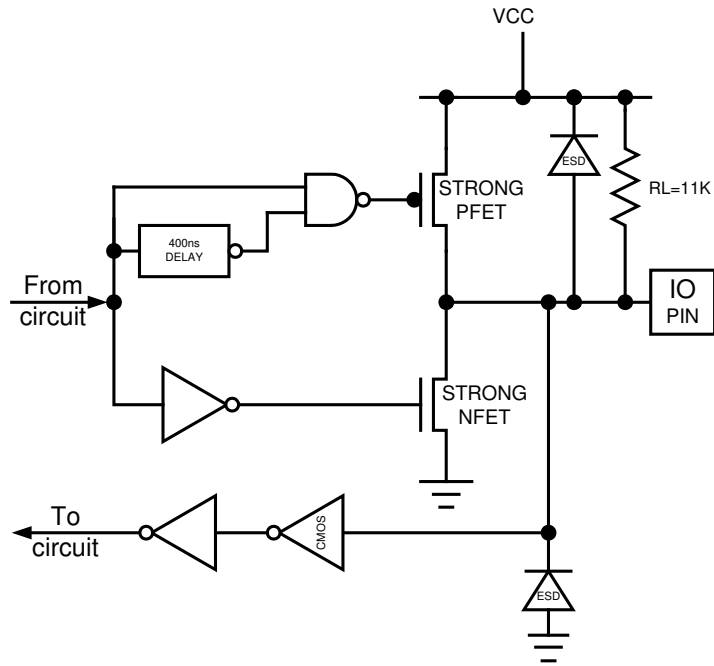 VCC
ESD
RL=11K
STRONG
PFET
400ns
DELAY
From
circuit
IO
PIN
STRONG
NFET
To
circuit
CMOS
ESD